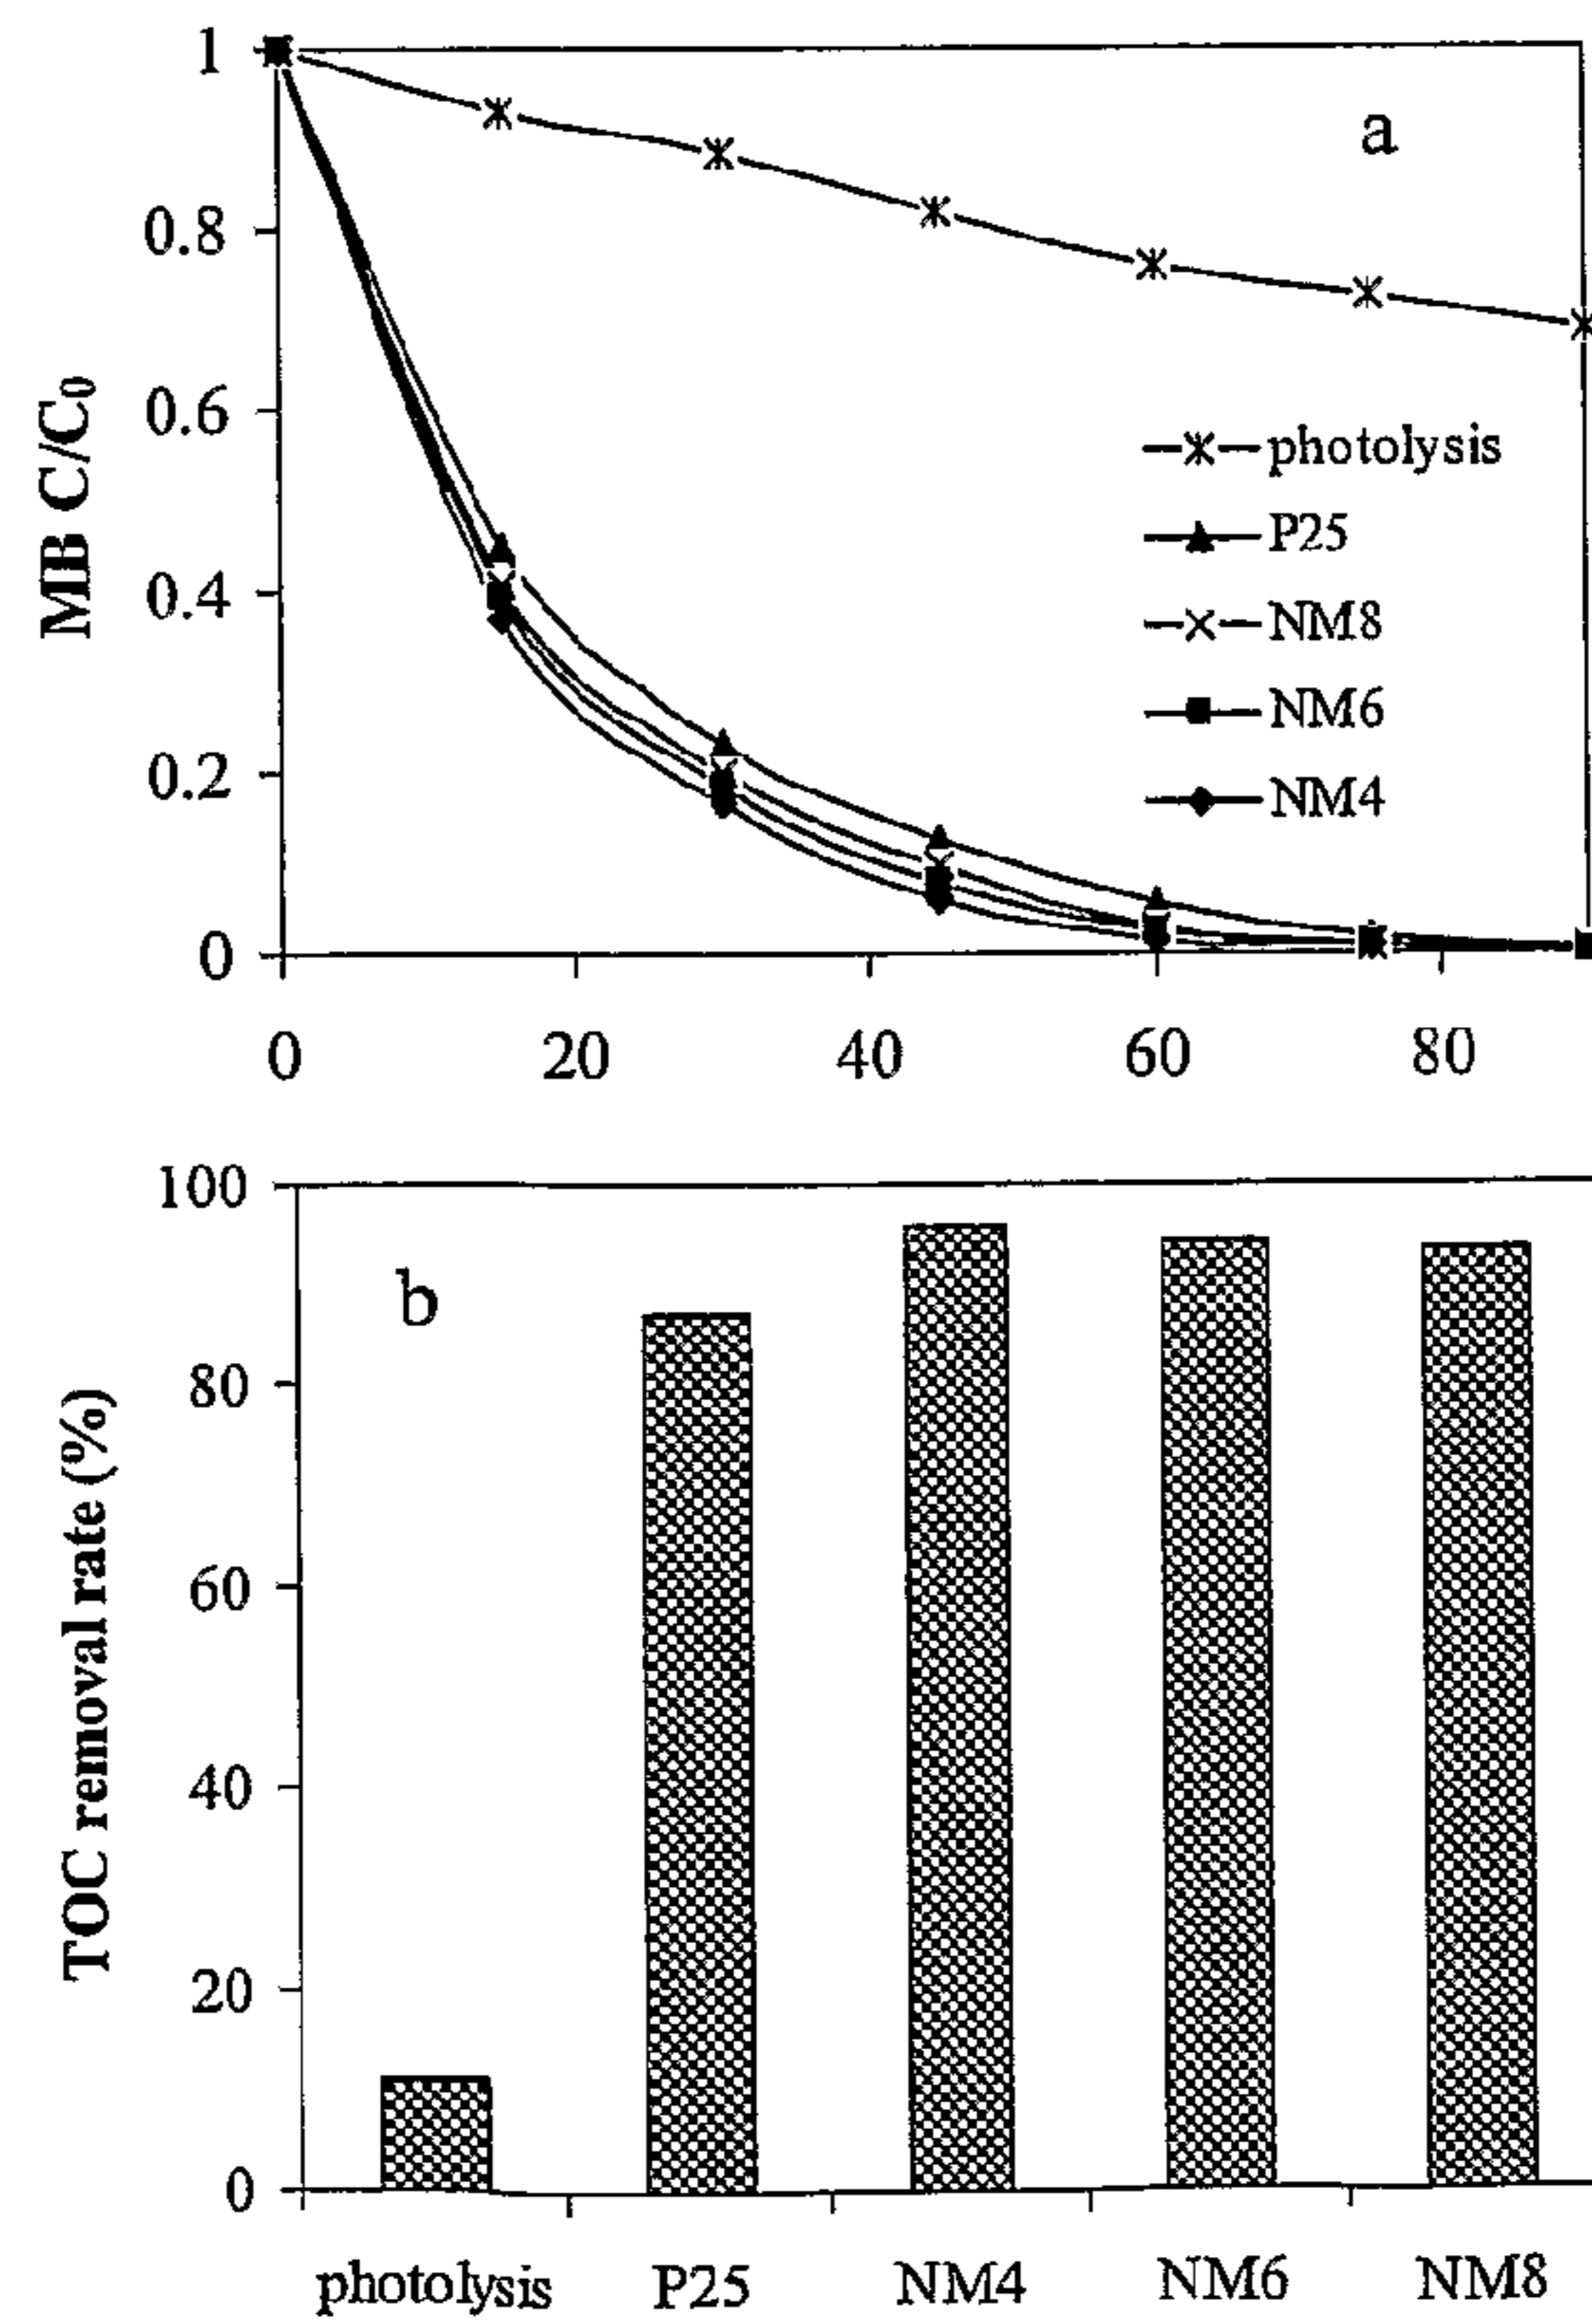 1
a
0.8
0.6
MB C/C₀
photolysis
P25
0.4
NM8
NM6
0.2
NM4
0
0 20 40 60 80
100
b
80
TOC removal rate (%)
60
40
20
0
photolysis P25 NM4 NM6 NM8